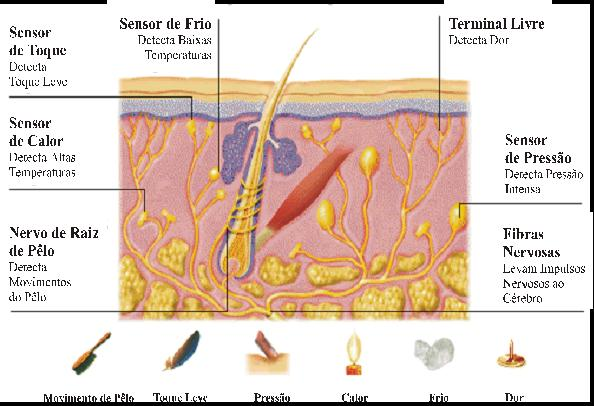 Sensor
de Toque
Detecta
Toque Leve
Sensor de Frio
Detecta Baixas
Temperaturas
Terminal Livre
Detecta Dor
Sensor
de Calor
Detecta Altas
Temperaturas
Sensor
de Pressão
Detecta Pressão
Intensa
Nervo de Raiz
de Pêlo
Detecta
Movimentos
do Pêlo
Fibras
Nervosas
Levam Impulsos
Nervosos ao
Cérebro
Movimento de Pêlo Toque Leve Pressão Calor Frio Dor